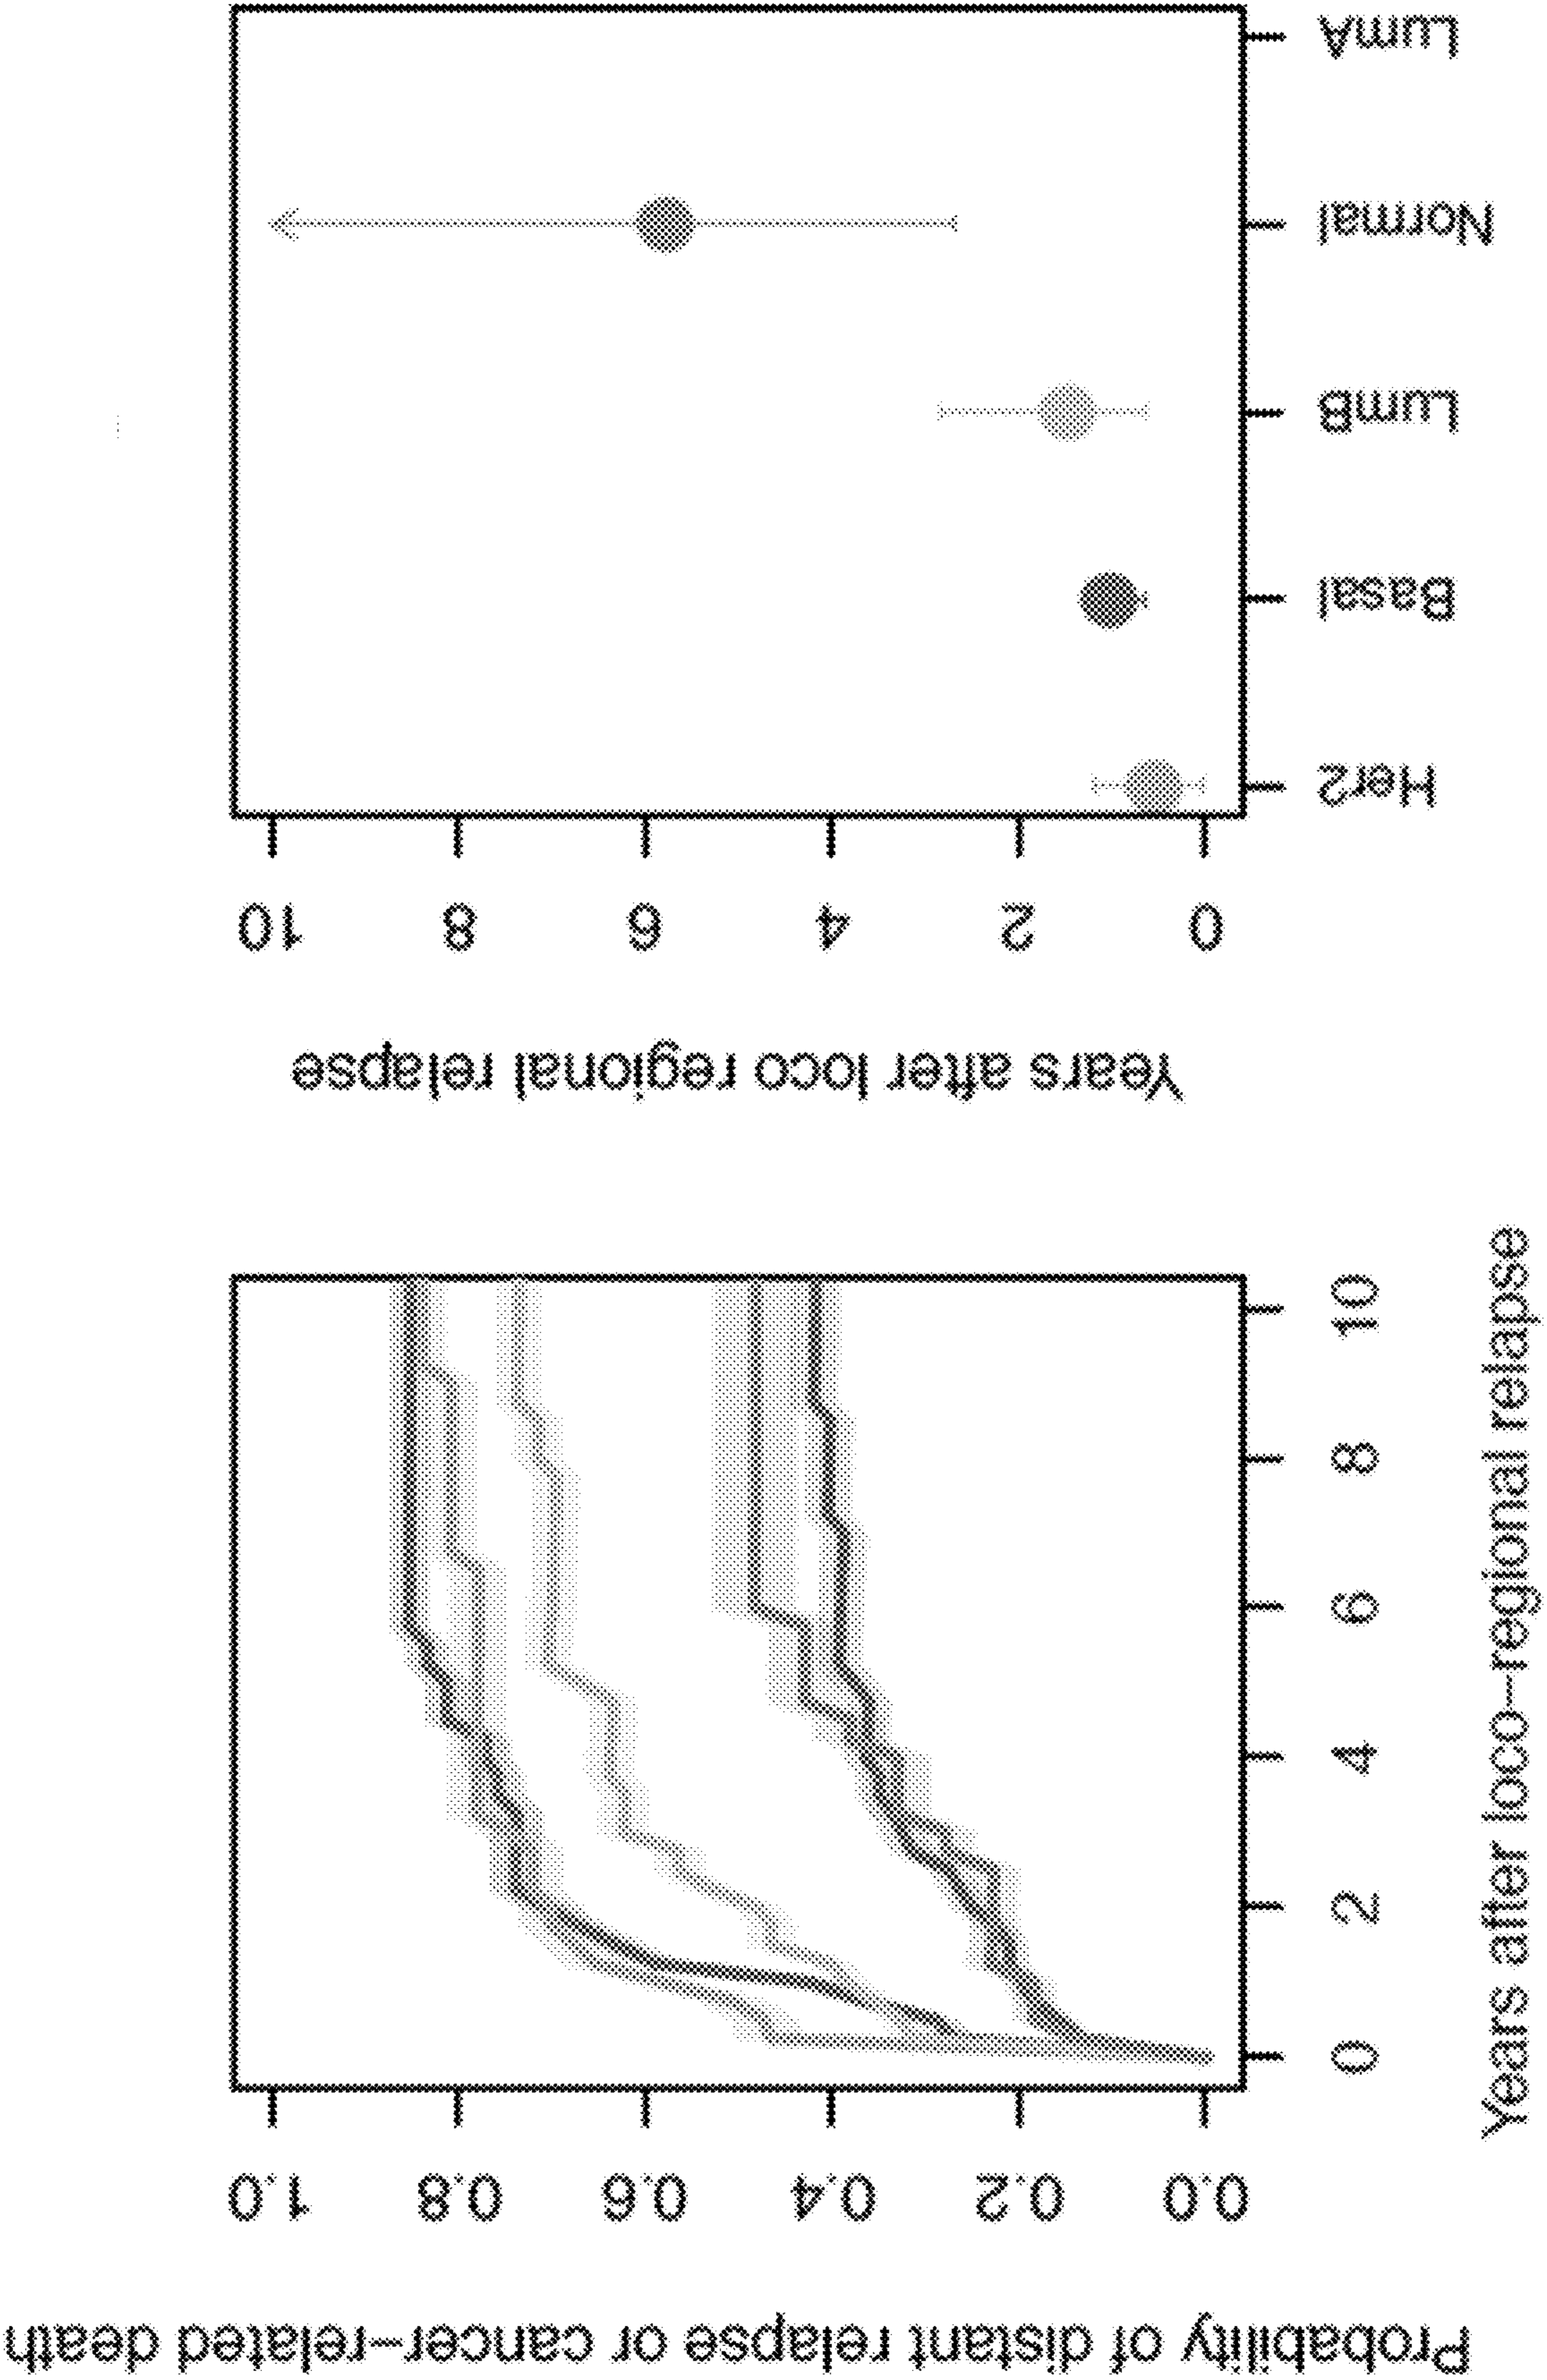 Probability of distant relapse or cancer–related death
1.0
0.8
0.6
0.4
0.2
0.0
0
2
4
6
8
10
Years after loco–regional relapse
Years after loco regional relapse
10
8
6
4
2
0
Her2
Basal
LumB
Normal
LumA